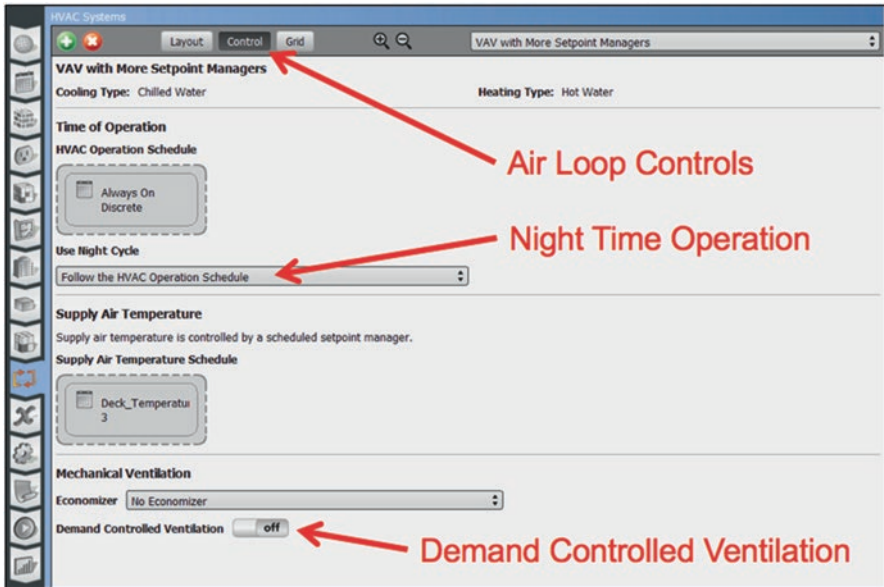 HVAC Systems
Layout Control Grid VAV with More Setpoint Managers
VAV with More Setpoint Managers
Cooling Type: Chilled Water Heating Type: Hot Water
Time of Operation
HVAC Operation Schedule
Air Loop Controls
Always On
Discrete
Night Time Operation
Use Night Cycle
Follow the HVAC Operation Schedule
Supply Air Temperature
Supply air temperature is controlled by a scheduled setpoint manager.
Supply Air Temperature Schedule
Deck_Temperatu
3
Mechanical Ventilation
Economizer No Economizer
Demand Controlled Ventilation off
Demand Controlled Ventilation